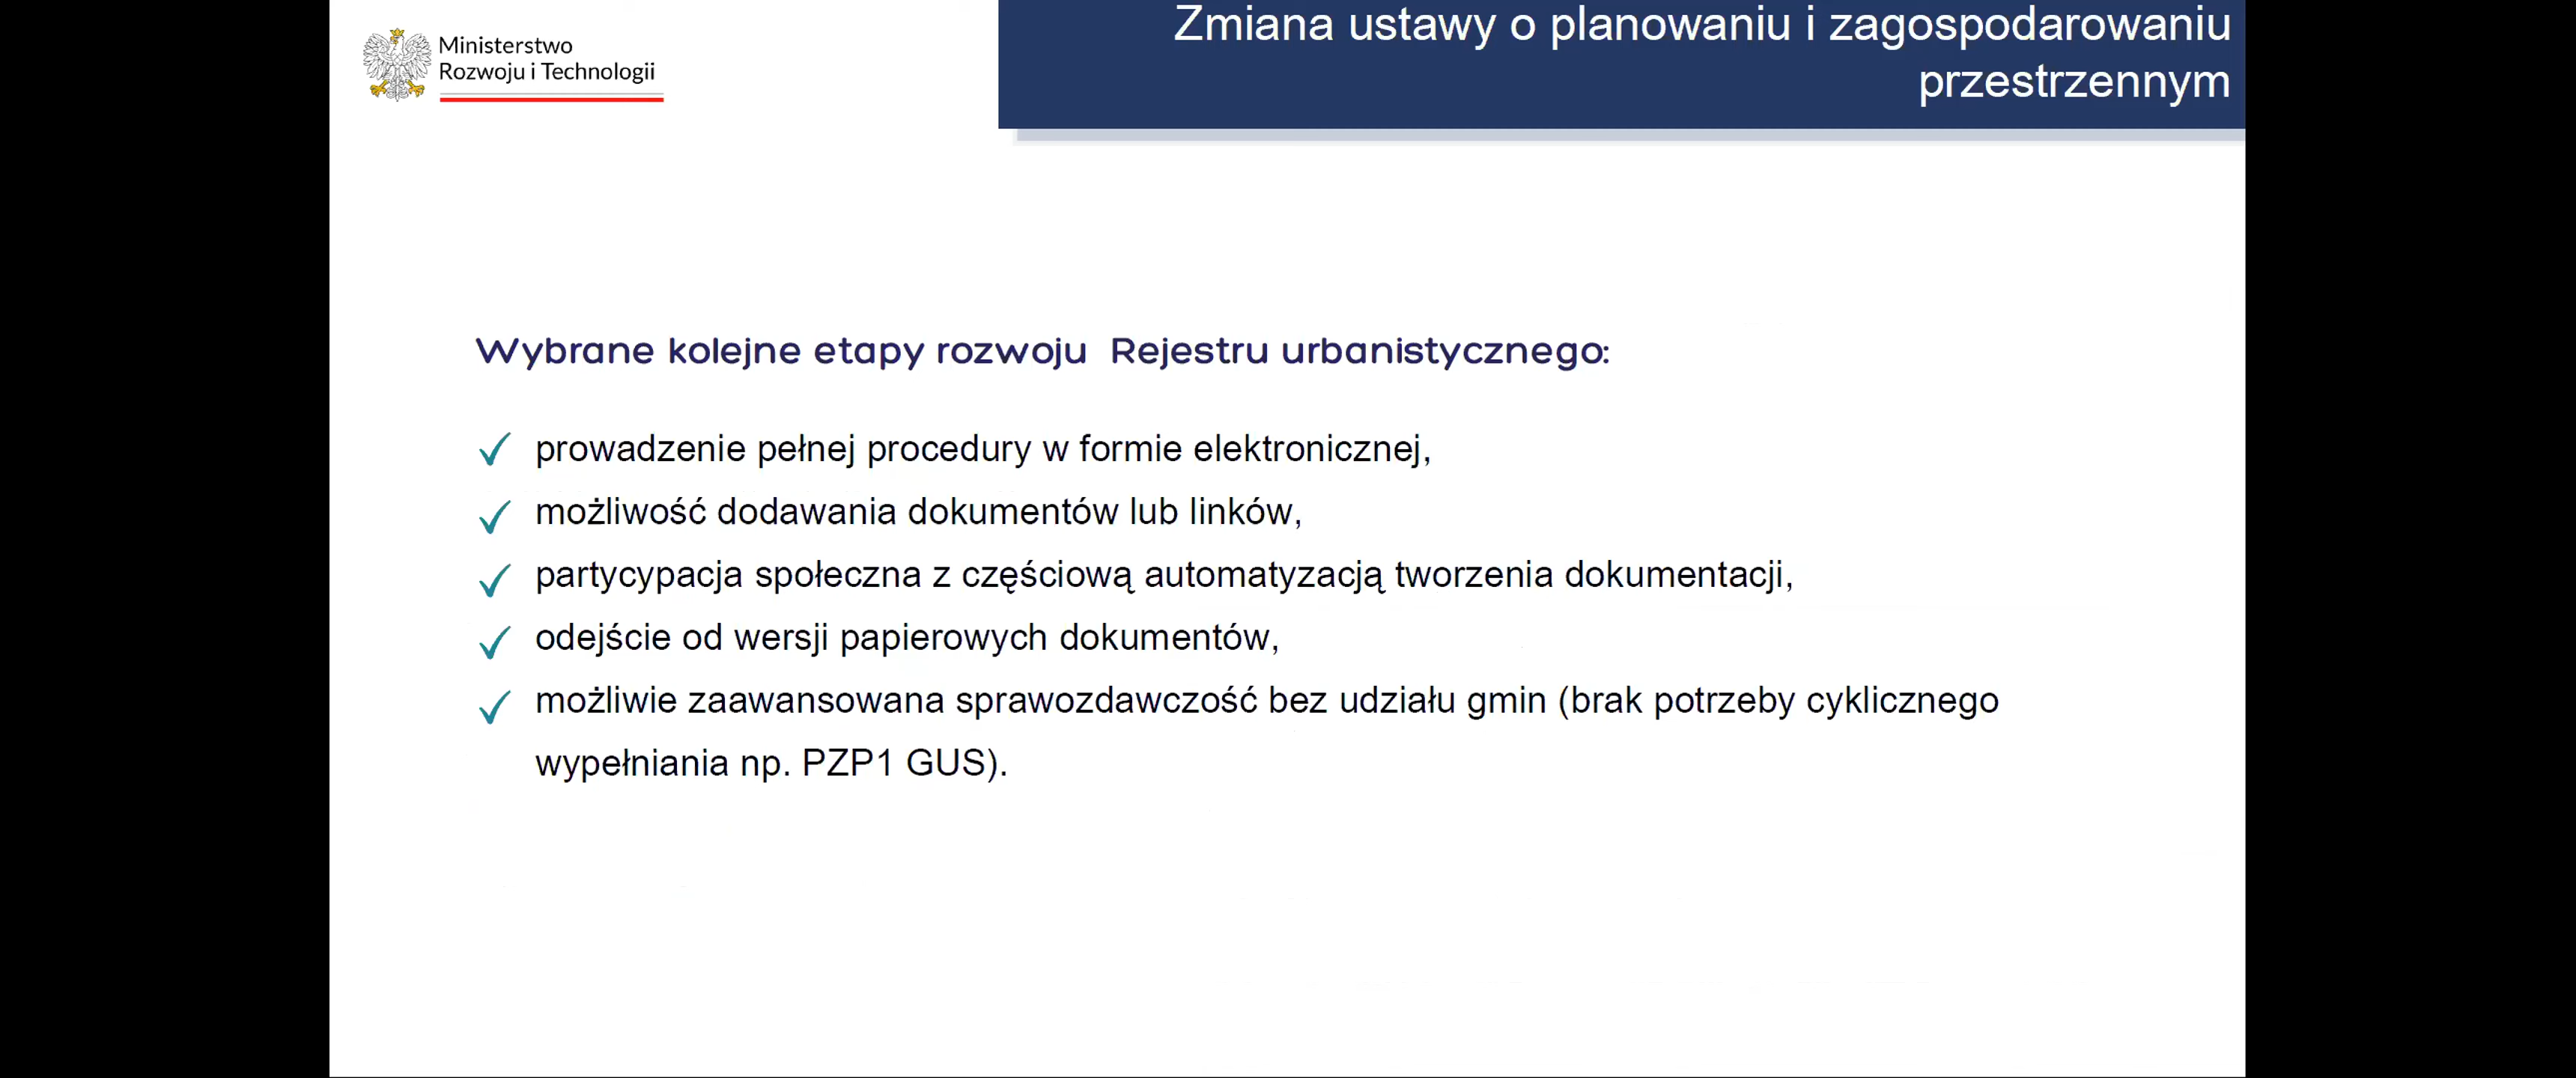 Ministerstwo
Rozwoju i Technologii
Zmiana ustawy o planowaniu i zagospodarowaniu
przestrzennym
Wybrane kolejne etapy rozwoju  Rejestru urbanistycznego:
prowadzenie pełnej procedury w formie elektronicznej,
możliwość dodawania dokumentów lub linków,
partycypacja społeczna z częściową automatyzacją tworzenia dokumentacji,
odejście od wersji papierowych dokumentów,
możliwie zaawansowana sprawozdawczość bez udziału gmin (brak potrzeby cyklicznego
wypełniania np. PZP1 GUS).